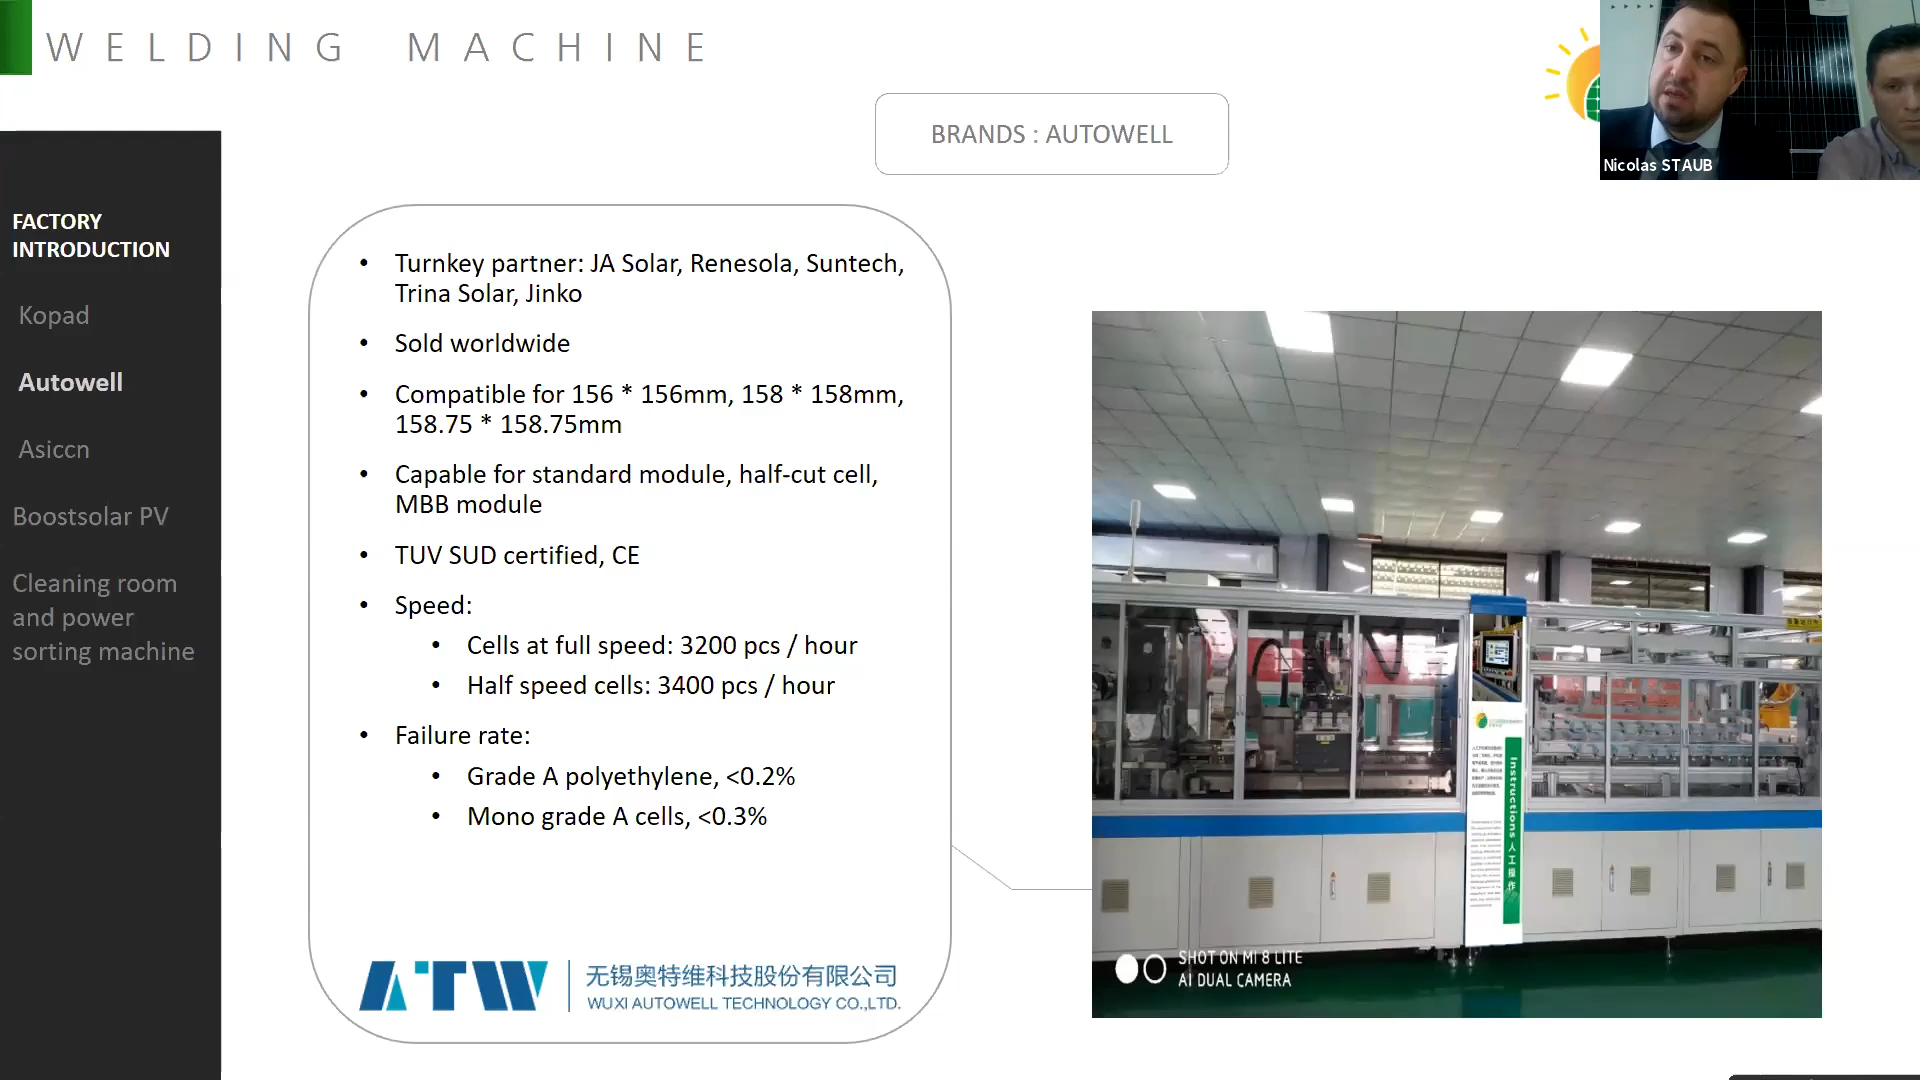 WELDING MACHINE
BRANDS : AUTOWELL
Nicolas STAUB
FACTORY
INTRODUCTION
Kopad
Autowell
Asiccn
Boostsolar PV
Cleaning room
and power
sorting machine
• Turnkey partner: JA Solar, Renesola, Suntech,
Trina Solar, Jinko
• Sold worldwide
• Compatible for 156 * 156mm, 158 * 158mm,
158.75 * 158.75mm
• Capable for standard module, half-cut cell,
MBB module
• TUV SUD certified, CE
• Speed:
• Cells at full speed: 3200 pcs / hour
• Half speed cells: 3400 pcs / hour
• Failure rate:
• Grade A polyethylene, <0.2%
• Mono grade A cells, <0.3%
ATW
无锡奥特维科技股份有限公司
WUXI AUTOWELL TECHNOLOGY CO.,LTD.
Instructions 人工操作
SHOT ON MI 8 LITE
AI DUAL CAMERA